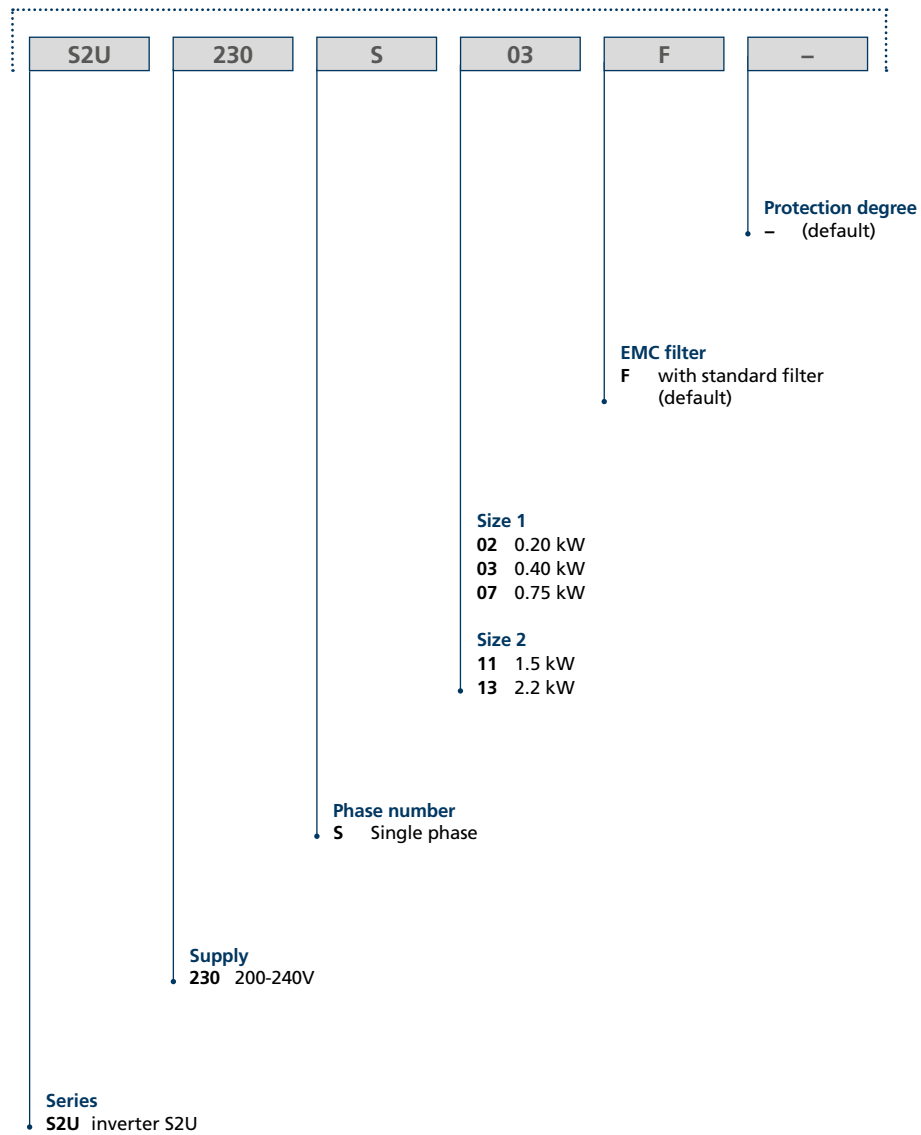 S2U 230 S 03 F –
Protection degree
– (default)
EMC filter
F with standard filter
(default)
Size 1
02 0.20 kW
03 0.40 kW
07 0.75 kW
Size 2
11 1.5 kW
13 2.2 kW
Phase number
S Single phase
Supply
230 200-240V
Series
S2U inverter S2U